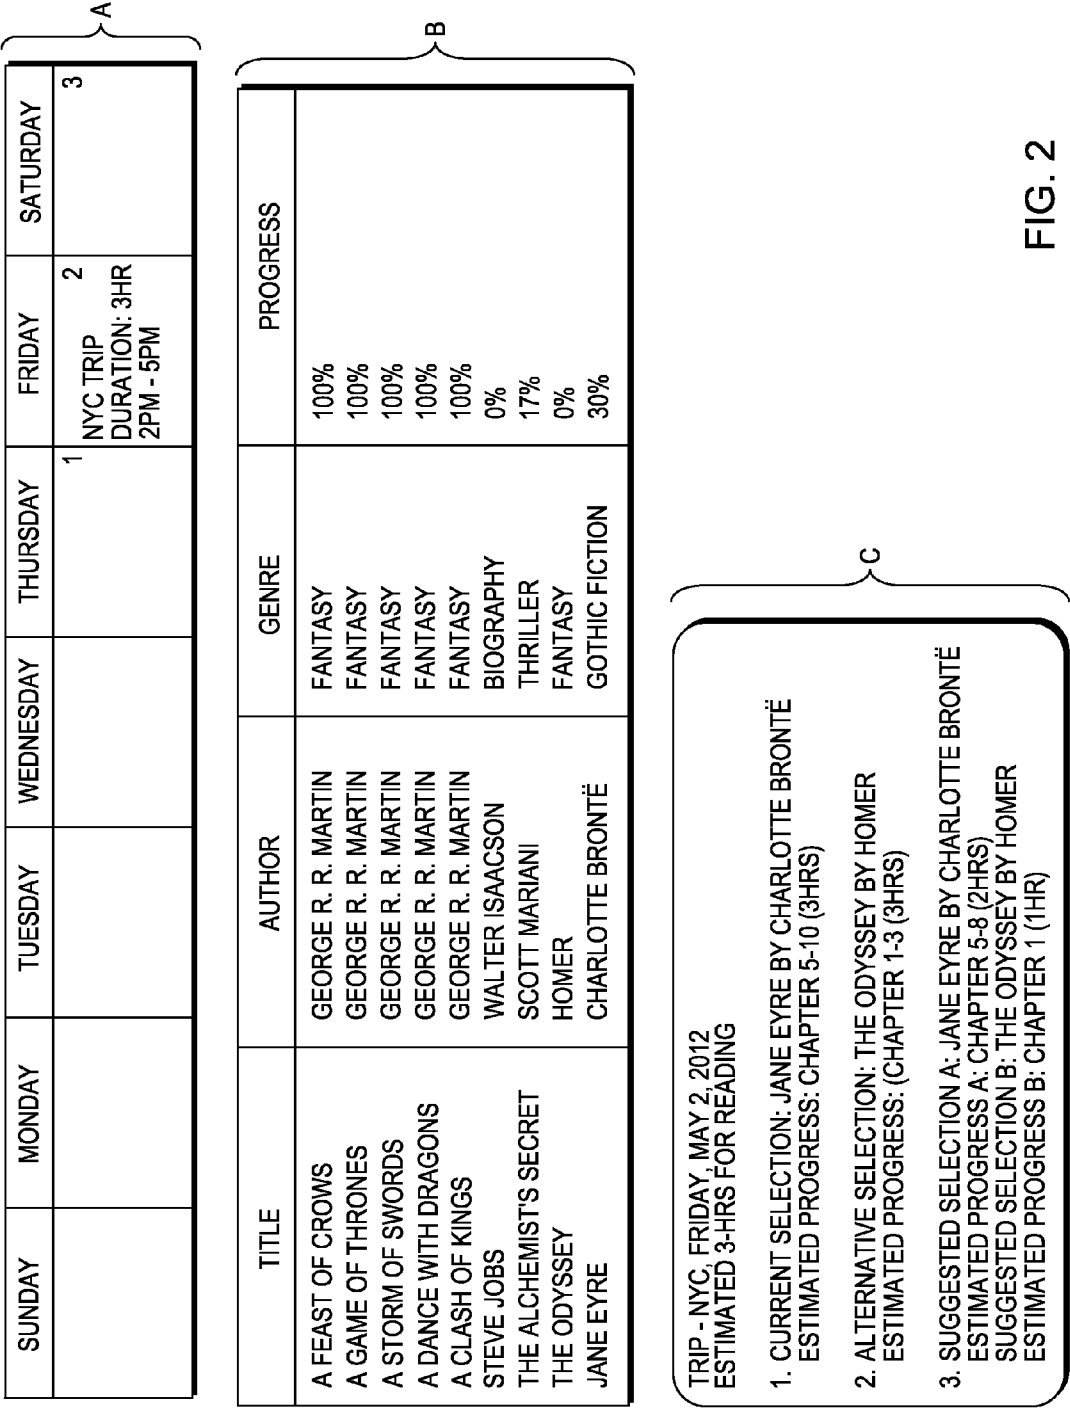 SUNDAY MONDAY TUESDAY WEDNESDAY THURSDAY FRIDAY SATURDAY
1 2 3
NYC TRIP
DURATION: 3HR
2PM - 5PM
A
TITLE AUTHOR GENRE PROGRESS
A FEAST OF CROWS GEORGE R. R. MARTIN FANTASY 100%
A GAME OF THRONES GEORGE R. R. MARTIN FANTASY 100%
A STORM OF SWORDS GEORGE R. R. MARTIN FANTASY 100%
A DANCE WITH DRAGONS GEORGE R. R. MARTIN FANTASY 100%
A CLASH OF KINGS GEORGE R. R. MARTIN FANTASY 100%
STEVE JOBS WALTER ISAACSON BIOGRAPHY 0%
THE ALCHEMIST'S SECRET SCOTT MARIANI THRILLER 17%
THE ODYSSEY HOMER FANTASY 0%
JANE EYRE CHARLOTTE BRONTË GOTHIC FICTION 30%
B
TRIP - NYC, FRIDAY, MAY 2, 2012
ESTIMATED 3-HRS FOR READING
1. CURRENT SELECTION: JANE EYRE BY CHARLOTTE BRONTË
ESTIMATED PROGRESS: CHAPTER 5-10 (3HRS)
2. ALTERNATIVE SELECTION: THE ODYSSEY BY HOMER
ESTIMATED PROGRESS: (CHAPTER 1-3 (3HRS)
3. SUGGESTED SELECTION A: JANE EYRE BY CHARLOTTE BRONTË
ESTIMATED PROGRESS A: CHAPTER 5-8 (2HRS)
SUGGESTED SELECTION B: THE ODYSSEY BY HOMER
ESTIMATED PROGRESS B: CHAPTER 1 (1HR)
C
FIG. 2